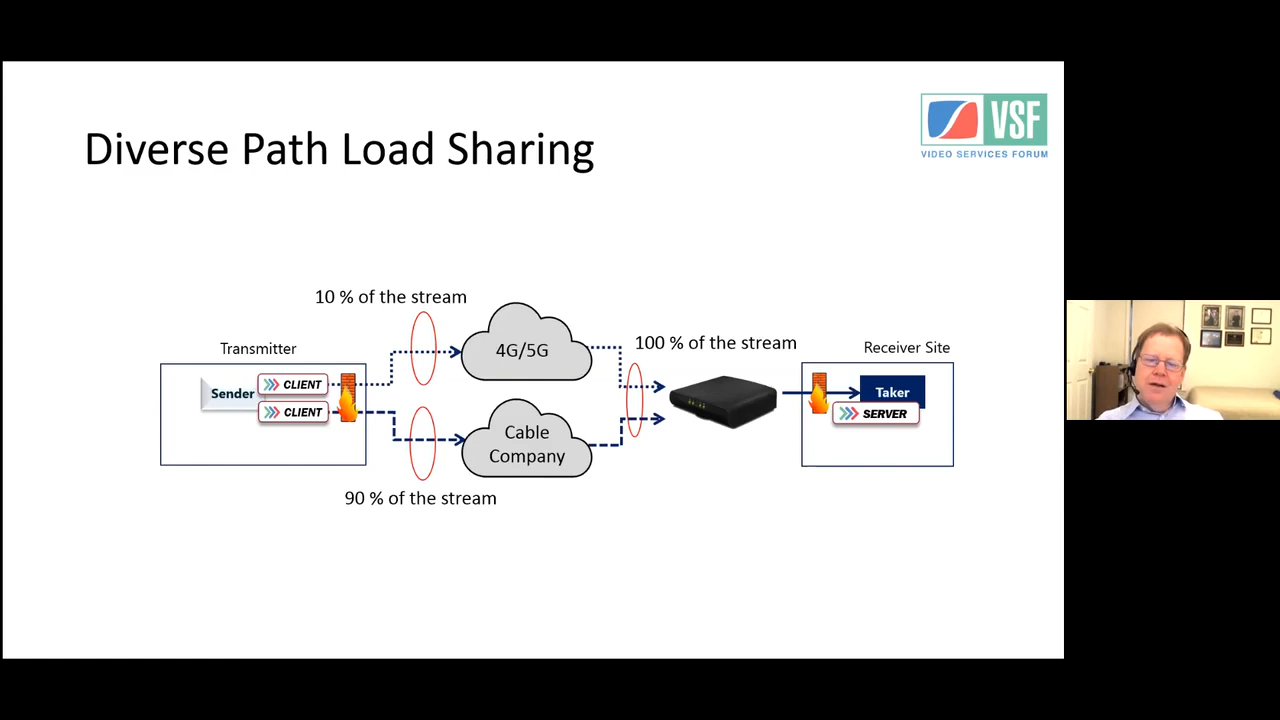 Diverse Path Load Sharing
VSF
VIDEO SERVICES FORUM
10 % of the stream
Transmitter
4G/5G
100 % of the stream
Receiver Site
Sender
CLIENT
CLIENT
Taker
SERVER
Cable
Company
90 % of the stream